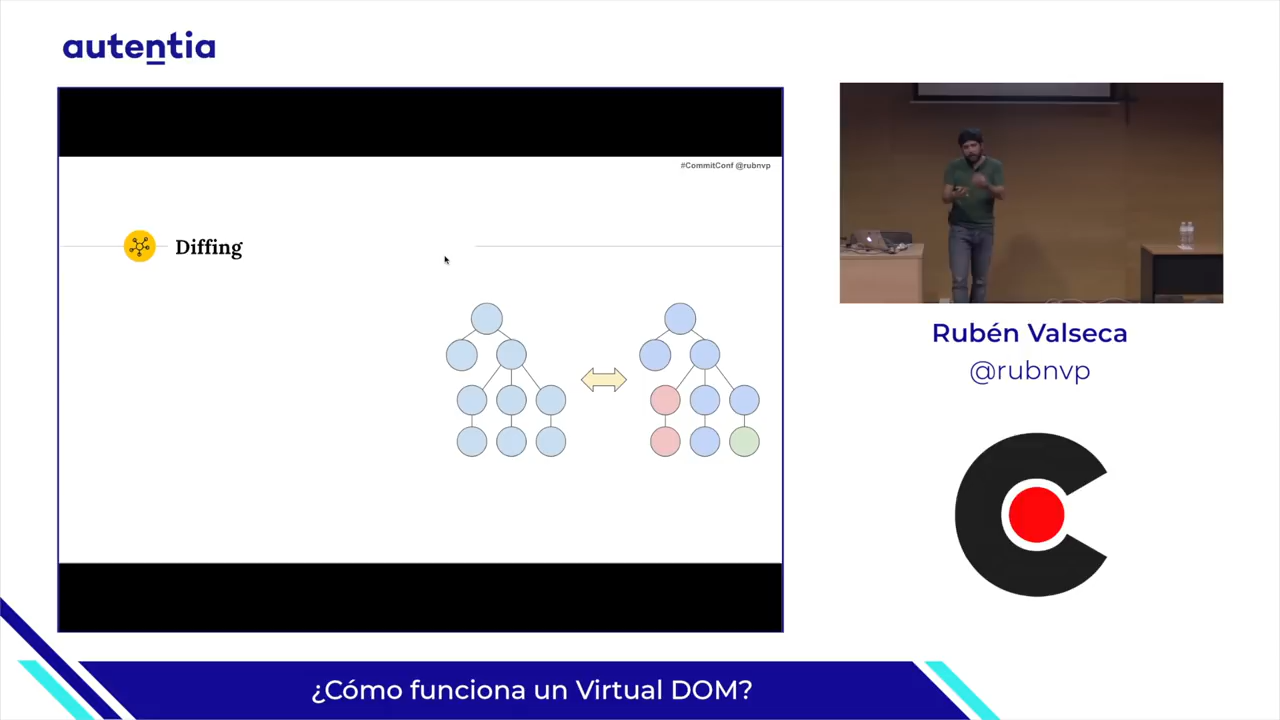 autentia
#CommitConf @rubnvp
Diffing
Rubén Valseca
@rubnvp
¿Cómo funciona un Virtual DOM?